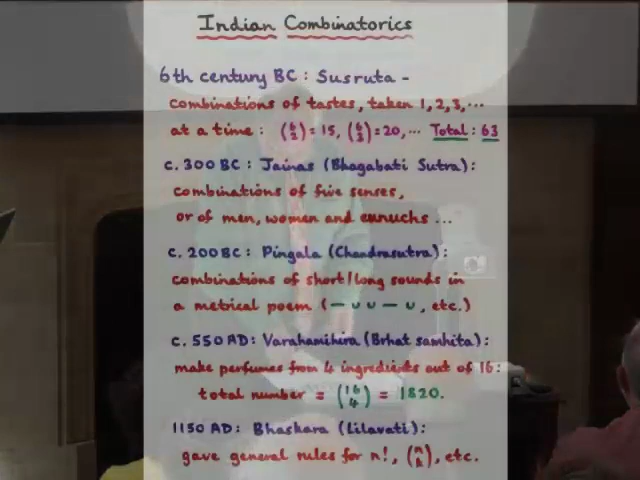 Indian Combinatorics
6th century BC: Susruta –
combinations of tastes, taken 1, 2, 3, ...
at a time: (6 2) = 15, (6 3) = 20, ... Total: 63
c. 300 BC: Jainas (Bhagabati Sutra):
combinations of five senses,
or of men, women and eunuchs ...
c. 200 BC: Pingala (Chandrasutra):
combinations of short/long sounds in
a metrical poem (— ∪ ∪ — ∪, etc.)
c. 550 AD: Varahamihira (Brhat samhita):
make perfumes from 4 ingredients out of 16:
total number = (16 4) = 1820.
1150 AD: Bhaskara (Lilavati):
gave general rules for n!, (n k), etc.